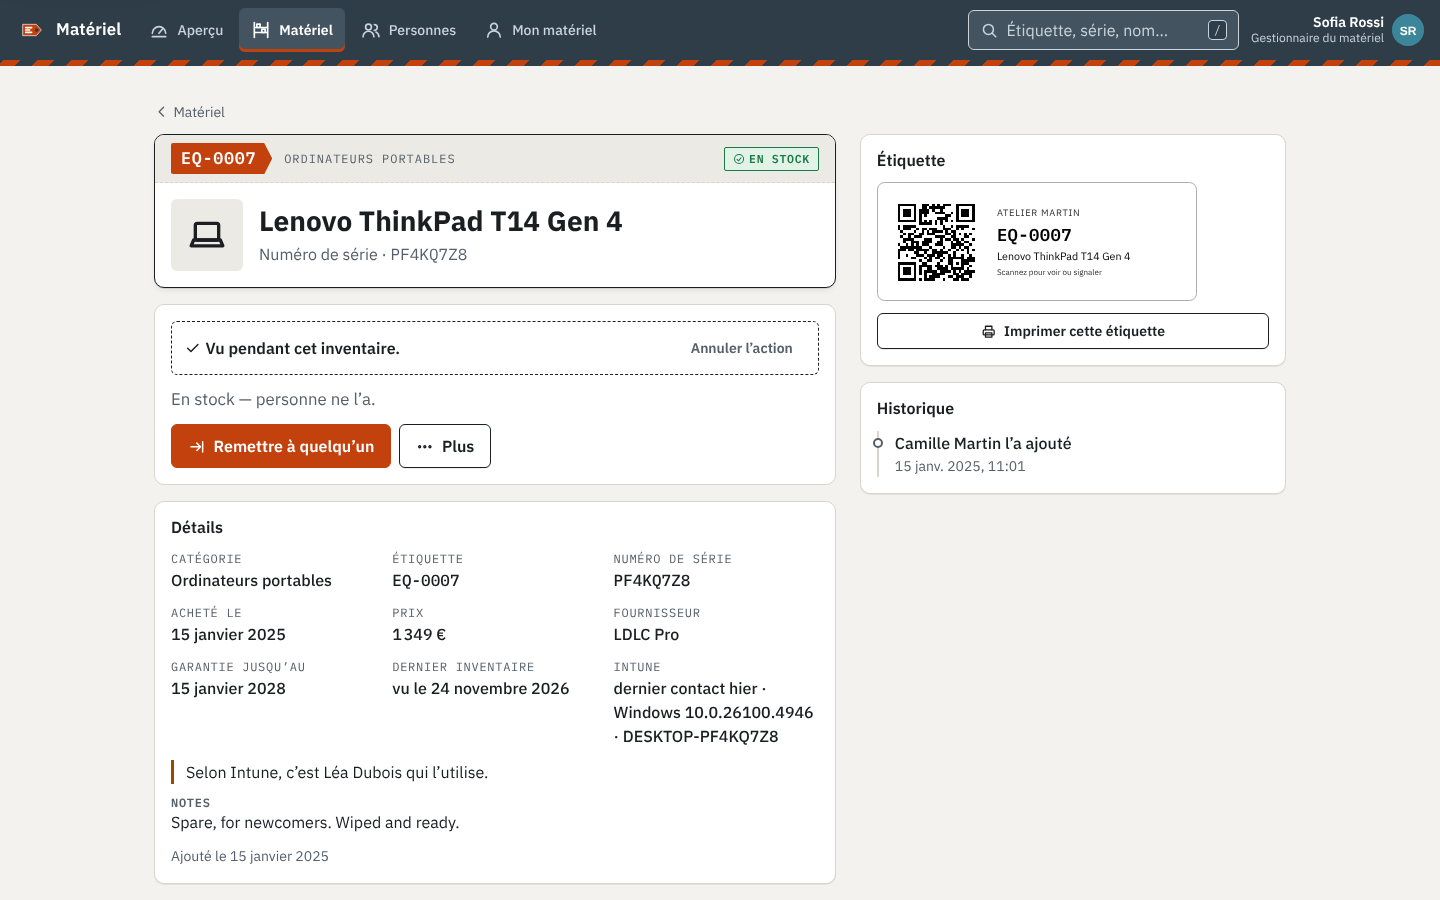 Matériel
Aperçu
Matériel
Personnes
Mon matériel
Étiquette, série, nom…
/
Sofia Rossi
Gestionnaire du matériel
SR
Matériel
EQ-0007
ORDINATEURS PORTABLES
EN STOCK
Lenovo ThinkPad T14 Gen 4
Numéro de série · PF4KQ7Z8
Vu pendant cet inventaire.
Annuler l’action
En stock — personne ne l’a.
Remettre à quelqu’un
Plus
Détails
CATÉGORIE
Ordinateurs portables
ÉTIQUETTE
EQ-0007
NUMÉRO DE SÉRIE
PF4KQ7Z8
ACHETÉ LE
15 janvier 2025
PRIX
1 349 €
FOURNISSEUR
LDLC Pro
GARANTIE JUSQU’AU
15 janvier 2028
DERNIER INVENTAIRE
vu le 24 novembre 2026
INTUNE
dernier contact hier ·
Windows 10.0.26100.4946
· DESKTOP-PF4KQ7Z8
Selon Intune, c’est Léa Dubois qui l’utilise.
NOTES
Spare, for newcomers. Wiped and ready.
Ajouté le 15 janvier 2025
Étiquette
ATELIER MARTIN
EQ-0007
Lenovo ThinkPad T14 Gen 4
Scannez pour voir ou signaler
Imprimer cette étiquette
Historique
Camille Martin l’a ajouté
15 janv. 2025, 11:01